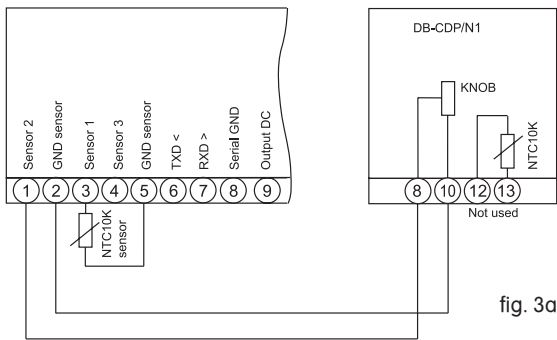 Sensor 2
GND sensor
Sensor 1
Sensor 3
GND sensor
TXD <
RXD >
Serial GND
Output DC
1
2
3
4
5
6
7
8
9
NTC10K
sensor
DB-CDP/N1
KNOB
NTC10K
8
10
12
13
Not used
fig. 3a